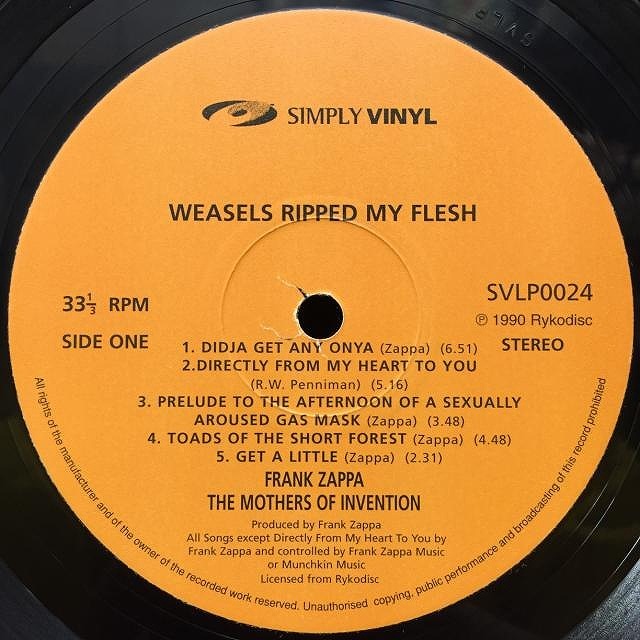 SVLP
SIMPLY VINYL
WEASELS RIPPED MY FLESH
33⅓ RPM
SVLP0024
℗ 1990 Rykodisc
SIDE ONE
STEREO
1. DIDJA GET ANY ONYA (Zappa) (6.51)
2.DIRECTLY FROM MY HEART TO YOU
(R.W. Penniman) (5.16)
3. PRELUDE TO THE AFTERNOON OF A SEXUALLY
AROUSED GAS MASK (Zappa) (3.48)
4. TOADS OF THE SHORT FOREST (Zappa) (4.48)
5. GET A LITTLE (Zappa) (2.31)
FRANK ZAPPA
THE MOTHERS OF INVENTION
Produced by Frank Zappa
All Songs except Directly From My Heart To You by
Frank Zappa and controlled by Frank Zappa Music
or Munchkin Music
Licensed from Rykodisc
All rights of the manufacturer and of the owner of the recorded work reserved. Unauthorised copying, public performance and broadcasting of this record prohibited